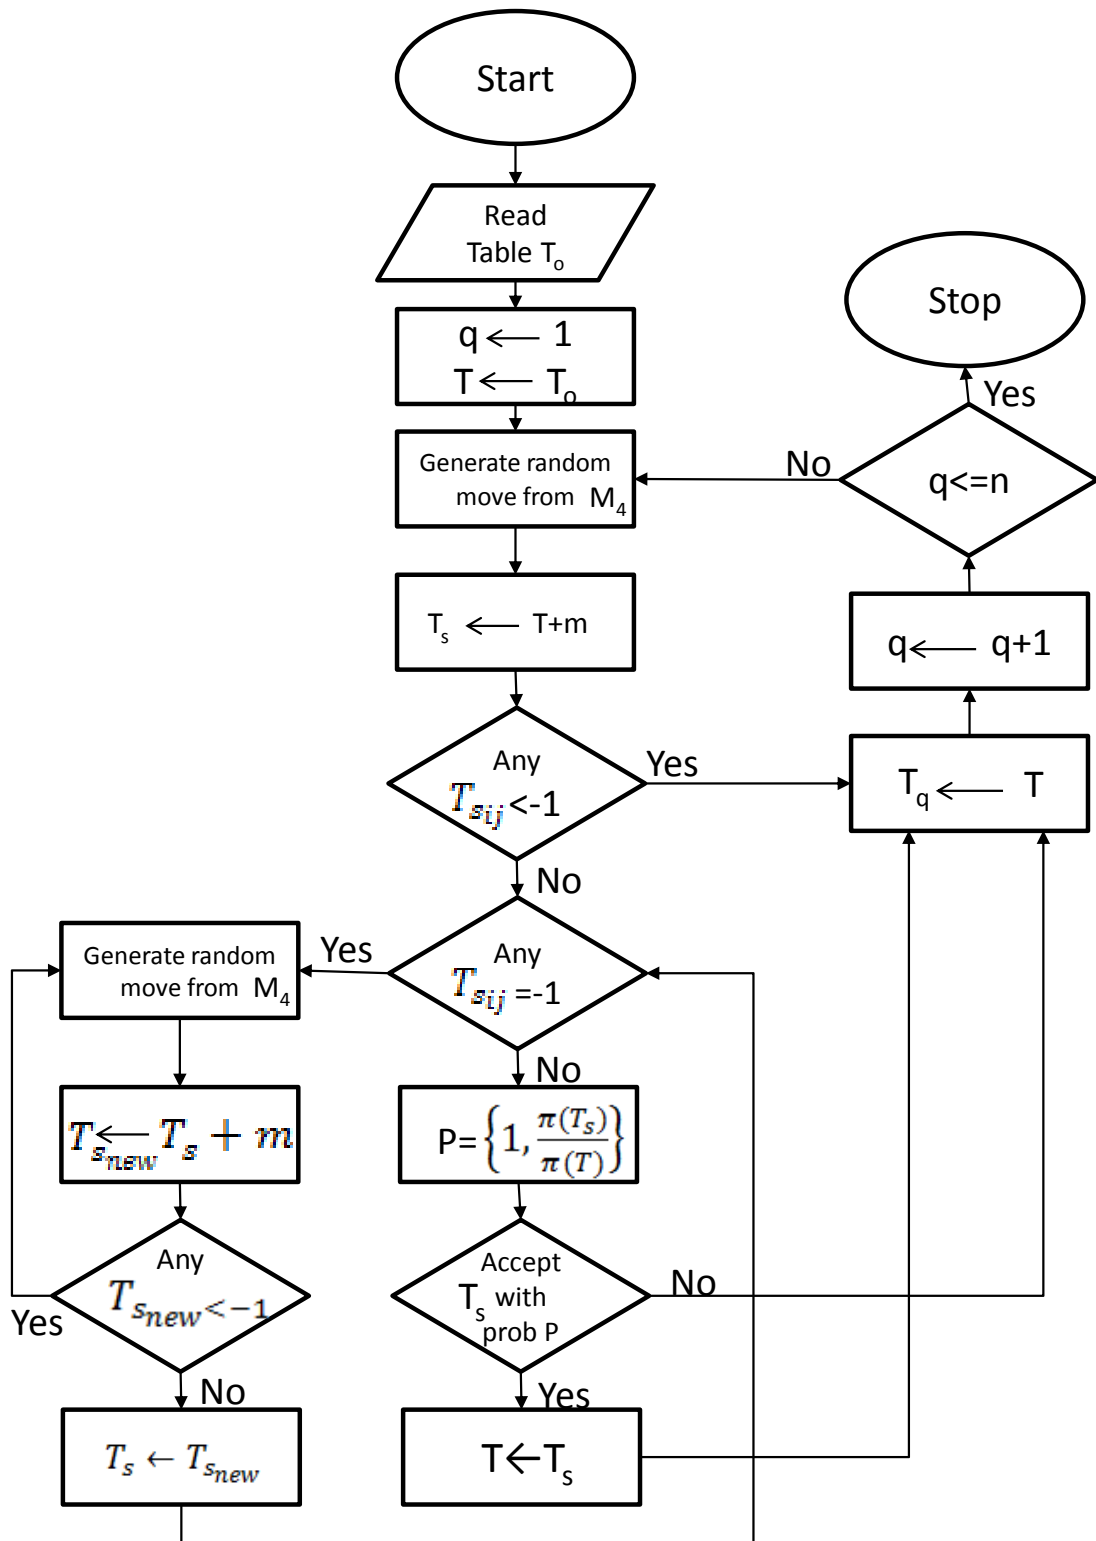 Start
Read
Table Tₒ
q ← 1
T ← Tₒ
Generate random
move from M₄
Tₛ ← T+m
Any
Tₛᵢⱼ <-1
Yes
No
Any
Tₛᵢⱼ =-1
Yes
No
Generate random
move from M₄
Tₛₙₑw ← Tₛ + m
Any
Tₛₙₑw <−1
Yes
No
Tₛ ← Tₛₙₑw
P= {1, π(Tₛ)/π(T)}
Accept
Tₛ with
prob P
No
Yes
T←Tₛ
T_q ← T
q ← q+1
q<=n
No
Yes
Stop